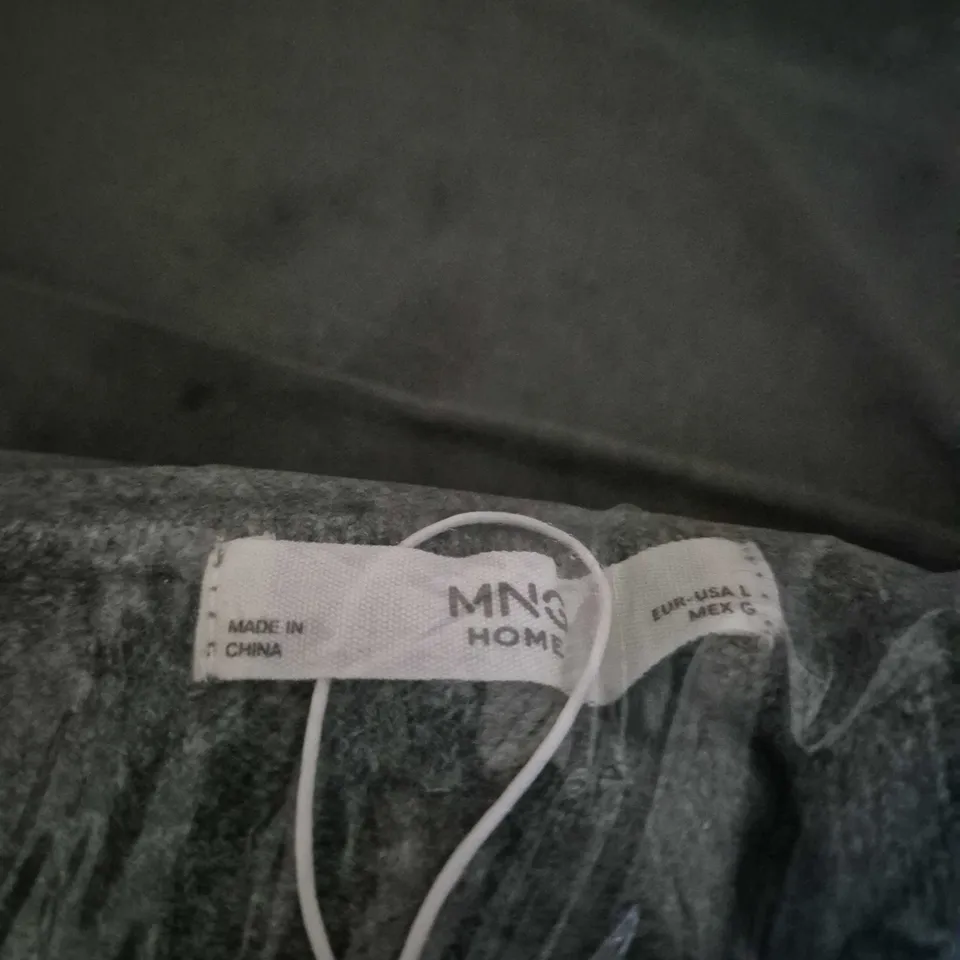 MADE IN
CHINA
MNG
HOME
EUR-USA L
MEX G